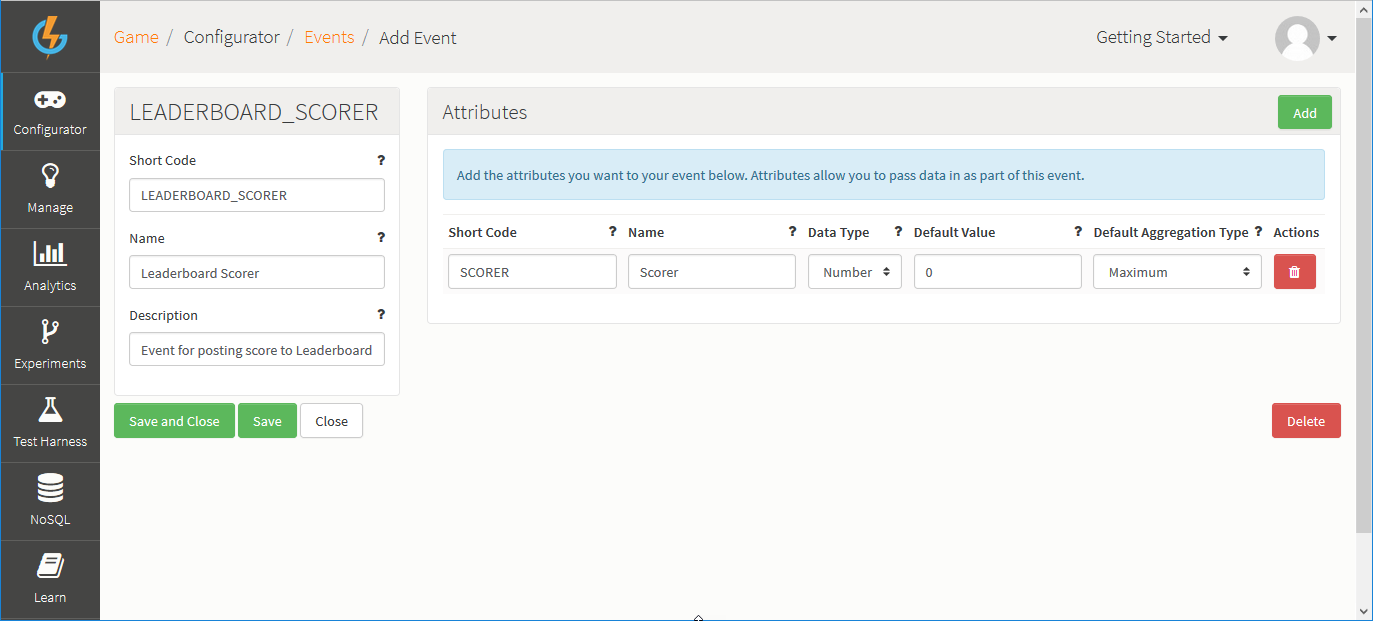 Game / Configurator / Events / Add Event
Getting Started
Configurator
Manage
Analytics
Experiments
Test Harness
NoSQL
Learn
LEADERBOARD_SCORER
Short Code ?
LEADERBOARD_SCORER
Name ?
Leaderboard Scorer
Description ?
Event for posting score to Leaderboard
Save and Close Save Close
Attributes Add
Add the attributes you want to your event below. Attributes allow you to pass data in as part of this event.
Short Code ? Name ? Data Type ? Default Value ? Default Aggregation Type ? Actions
SCORER Scorer Number 0 Maximum
Delete